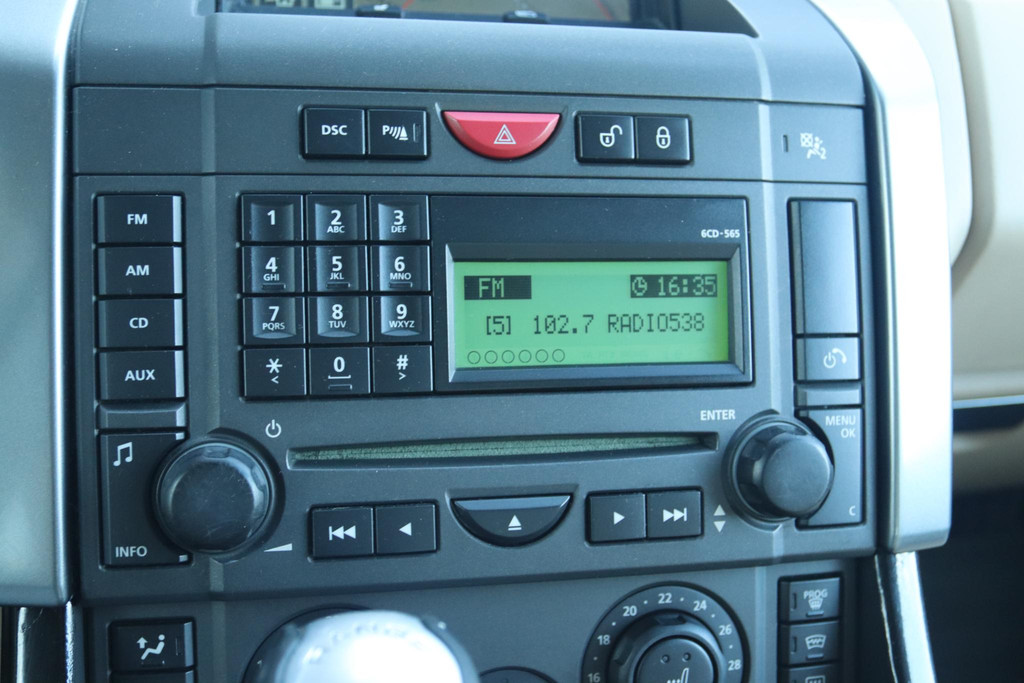 DSC P
FM
AM
CD
AUX
1
2 ABC
3 DEF
4 GHI
5 JKL
6 MNO
7 PQRS
8 TUV
9 WXYZ
* <
0
# >
6CD-565
FM 16:35
[5] 102.7 RADIO538
ENTER
MENU
OK
C
INFO
2
PROG
16 18 20 22 24 26 28